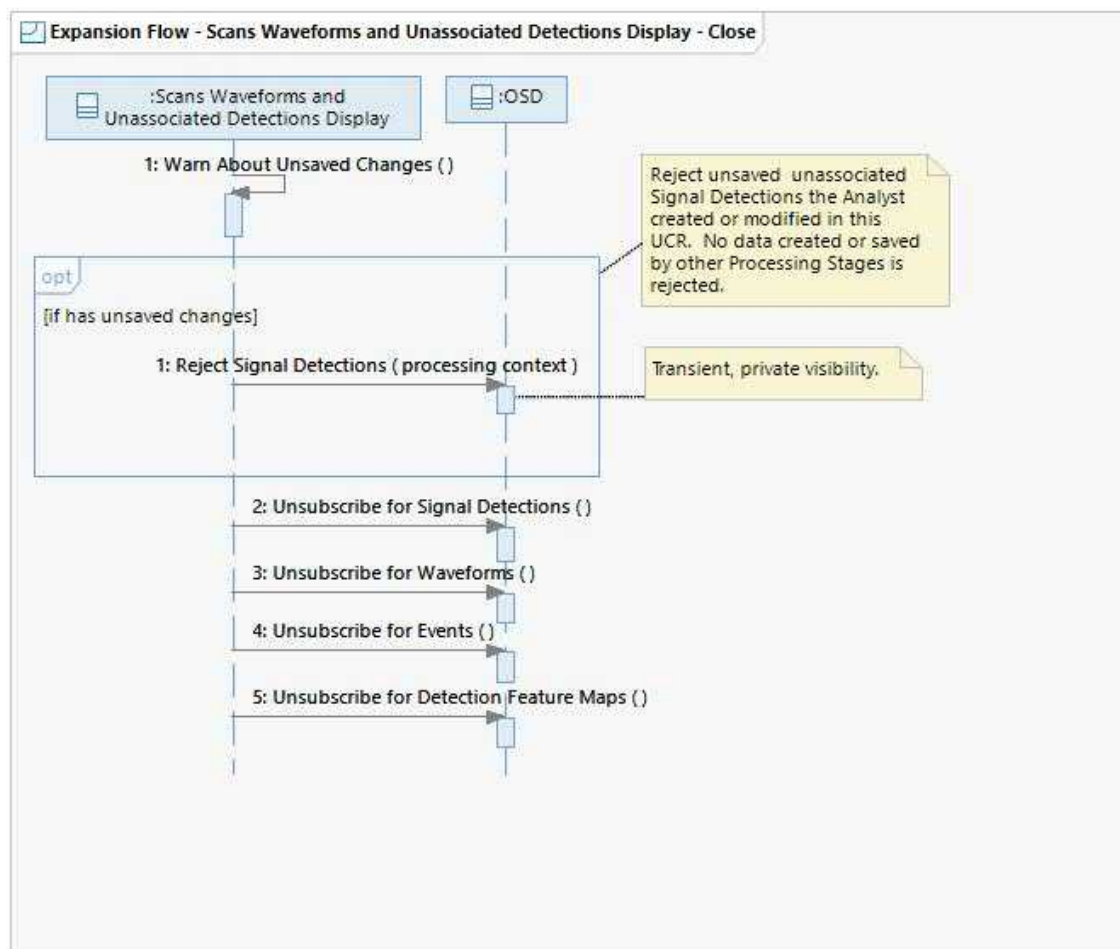 Expansion Flow - Scans Waveforms and Unassociated Detections Display - Close
:Scans Waveforms and
Unassociated Detections Display
:OSD
1: Warn About Unsaved Changes ( )
Reject unsaved unassociated
Signal Detections the Analyst
created or modified in this
UCR. No data created or saved
by other Processing Stages is
rejected.
opt
[if has unsaved changes]
1: Reject Signal Detections ( processing context )
Transient, private visibility.
2: Unsubscribe for Signal Detections ( )
3: Unsubscribe for Waveforms ( )
4: Unsubscribe for Events ( )
5: Unsubscribe for Detection Feature Maps ( )